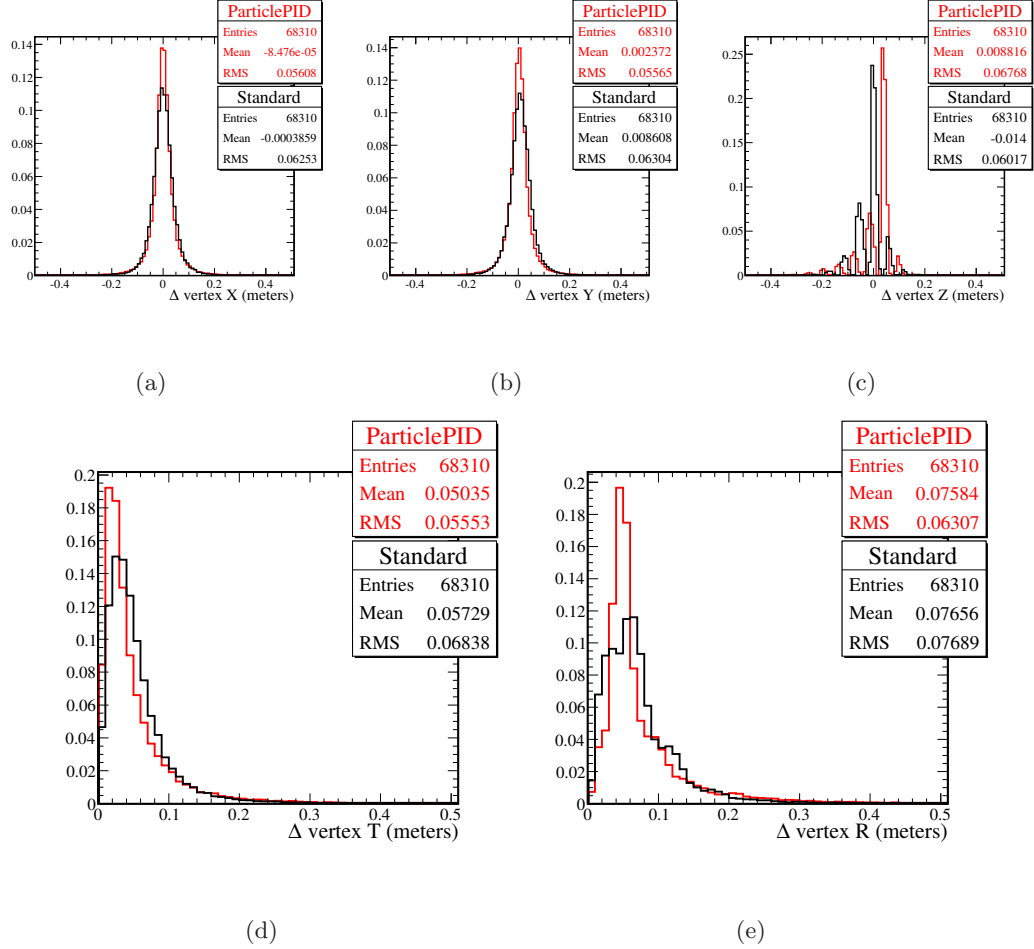 ParticlePID
Entries 68310
Mean -8.476e-05
RMS 0.05608
Standard
Entries 68310
Mean -0.0003859
RMS 0.06253
0.14
0.12
0.1
0.08
0.06
0.04
0.02
0
-0.4 -0.2 0 0.2 0.4
Δ vertex X (meters)
(a)
ParticlePID
Entries 68310
Mean 0.002372
RMS 0.05565
Standard
Entries 68310
Mean 0.008608
RMS 0.06304
0.14
0.12
0.1
0.08
0.06
0.04
0.02
0
-0.4 -0.2 0 0.2 0.4
Δ vertex Y (meters)
(b)
ParticlePID
Entries 68310
Mean 0.008816
RMS 0.06768
Standard
Entries 68310
Mean -0.014
RMS 0.06017
0.25
0.2
0.15
0.1
0.05
0
-0.4 -0.2 0 0.2 0.4
Δ vertex Z (meters)
(c)
ParticlePID
Entries 68310
Mean 0.05035
RMS 0.05553
Standard
Entries 68310
Mean 0.05729
RMS 0.06838
0.2
0.18
0.16
0.14
0.12
0.1
0.08
0.06
0.04
0.02
0
0 0.1 0.2 0.3 0.4 0.5
Δ vertex T (meters)
(d)
ParticlePID
Entries 68310
Mean 0.07584
RMS 0.06307
Standard
Entries 68310
Mean 0.07656
RMS 0.07689
0.2
0.18
0.16
0.14
0.12
0.1
0.08
0.06
0.04
0.02
0
0 0.1 0.2 0.3 0.4 0.5
Δ vertex R (meters)
(e)